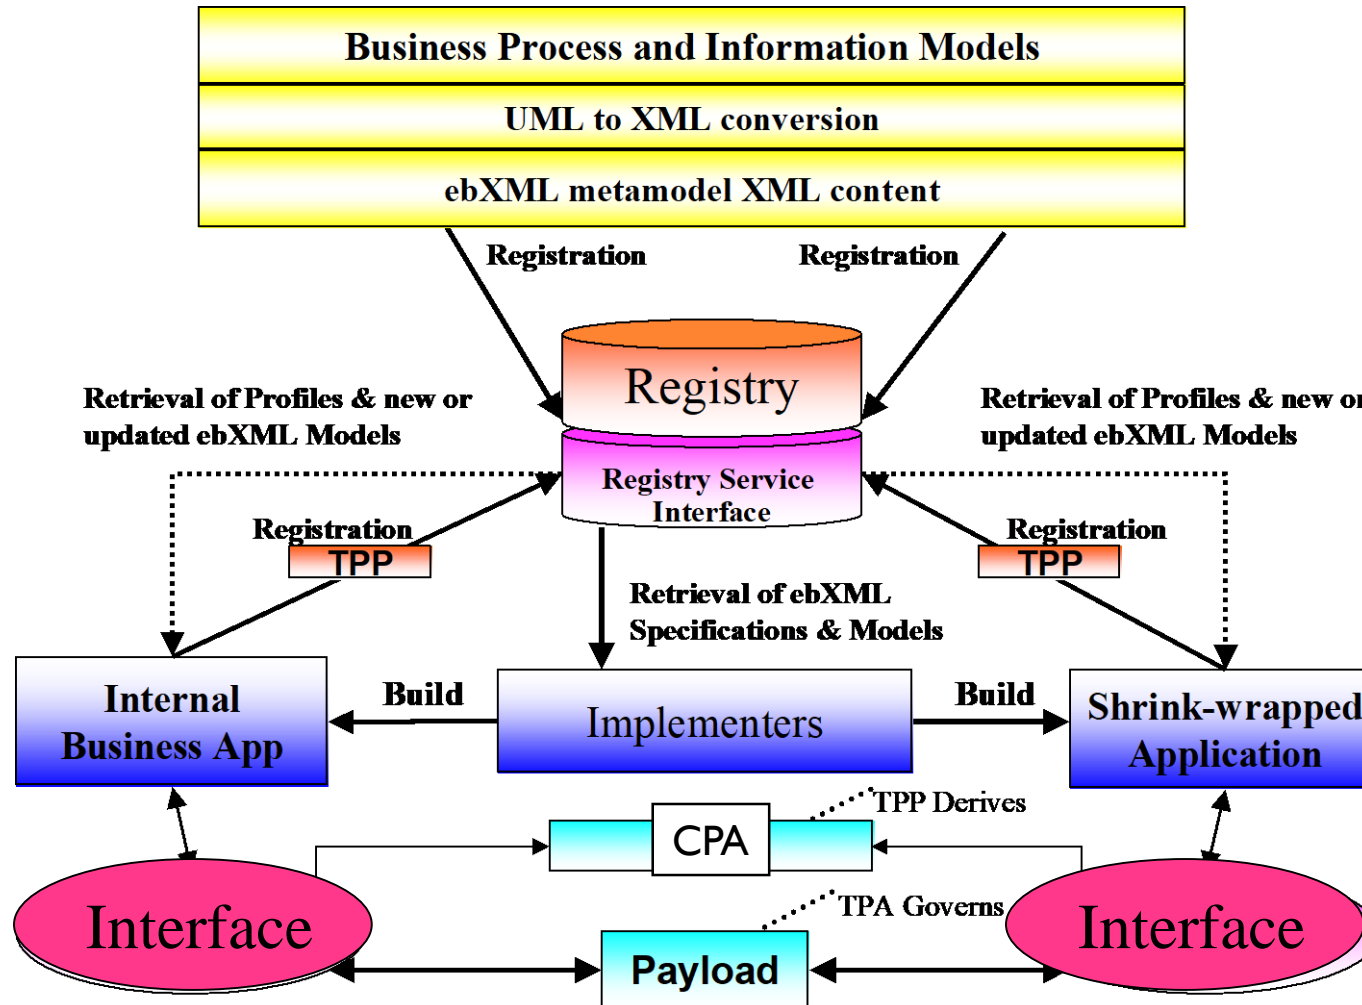 Business Process and Information Models
UML to XML conversion
ebXML metamodel XML content
Registration
Registration
Registry
Retrieval of Profiles & new or
updated ebXML Models
Retrieval of Profiles & new or
updated ebXML Models
Registry Service
Interface
Registration
TPP
Registration
TPP
Retrieval of ebXML
Specifications & Models
Internal
Business App
Build
Implementers
Build
Shrink-wrapped
Application
TPP Derives
CPA
TPA Governs
Interface
Interface
Payload